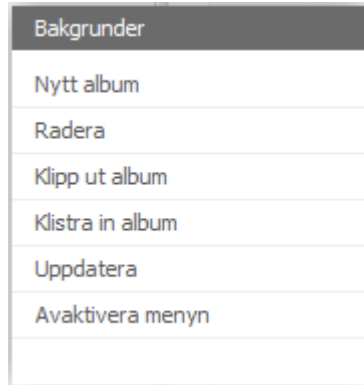 Bakgrunder
Nytt album
Radera
Klipp ut album
Klistra in album
Uppdatera
Avaktivera menyn